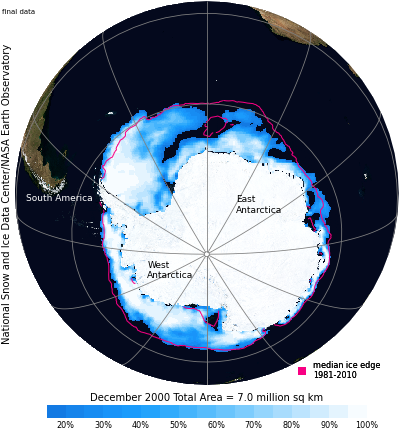 final data
National Snow and Ice Data Center/NASA Earth Observatory
South America
East
Antarctica
West
Antarctica
median ice edge
1981-2010
December 2000 Total Area = 7.0 million sq km
20% 30% 40% 50% 60% 70% 80% 90% 100%